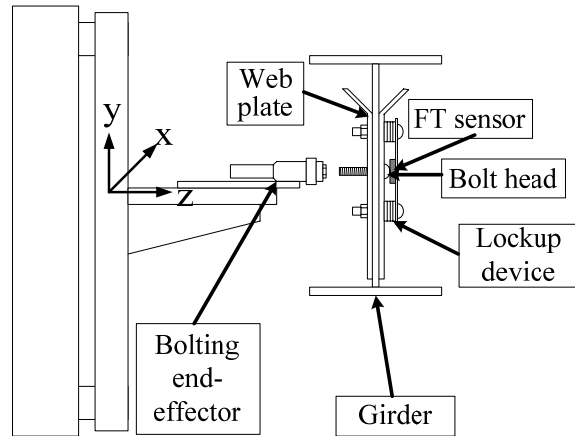 Web
plate
FT sensor
Bolt head
y
x
z
Lockup
device
Bolting
end-
effector
Girder